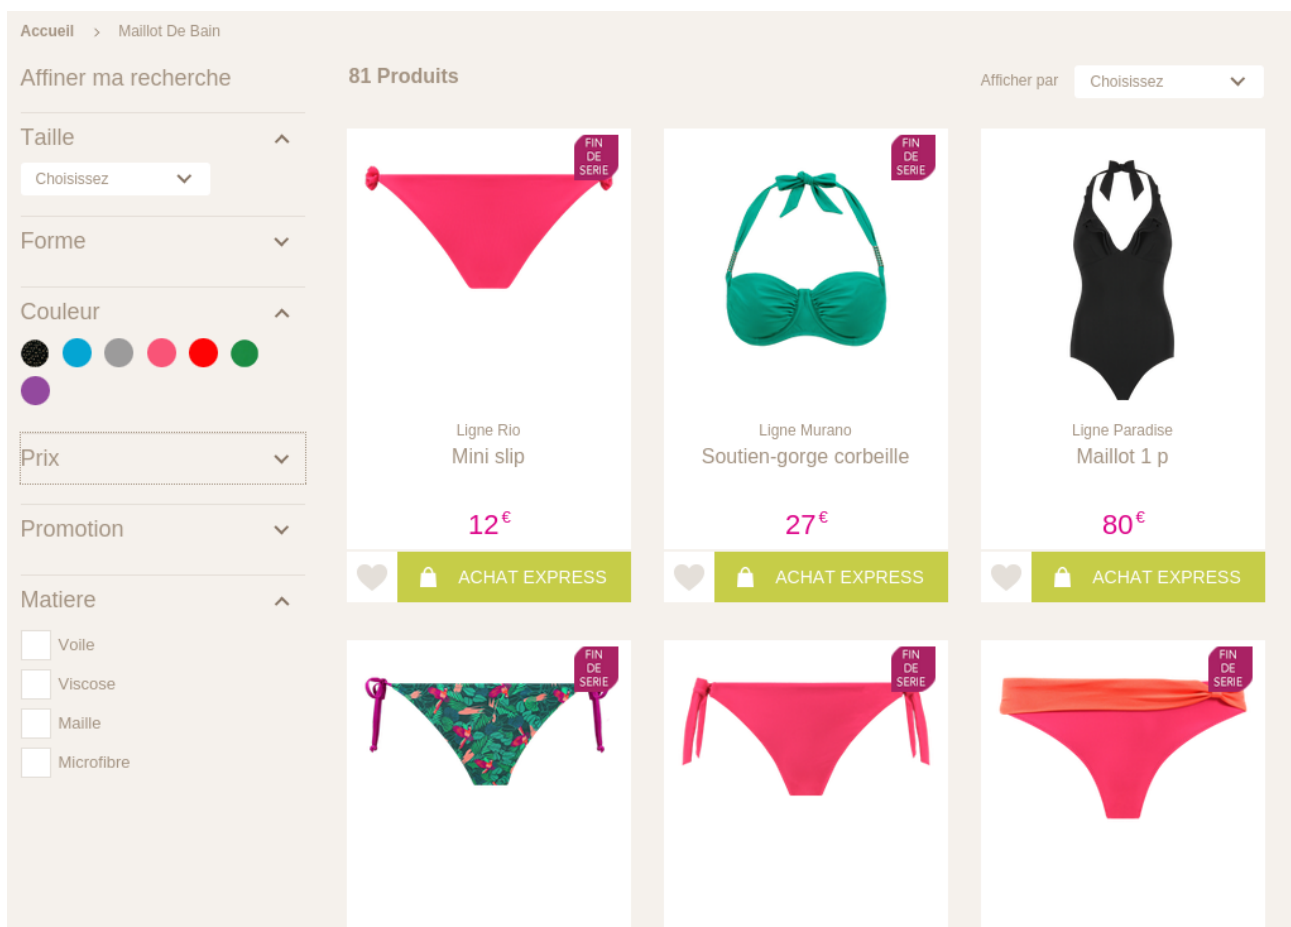 Accueil > Maillot De Bain
Affiner ma recherche
81 Produits
Afficher par
Choisissez
Taille
Choisissez
Forme
Couleur
Prix
Promotion
Matiere
Voile
Viscose
Maille
Microfibre
FIN
DE
SERIE
Ligne Rio
Mini slip
12€
ACHAT EXPRESS
FIN
DE
SERIE
Ligne Murano
Soutien-gorge corbeille
27€
ACHAT EXPRESS
Ligne Paradise
Maillot 1 p
80€
ACHAT EXPRESS
FIN
DE
SERIE
FIN
DE
SERIE
FIN
DE
SERIE